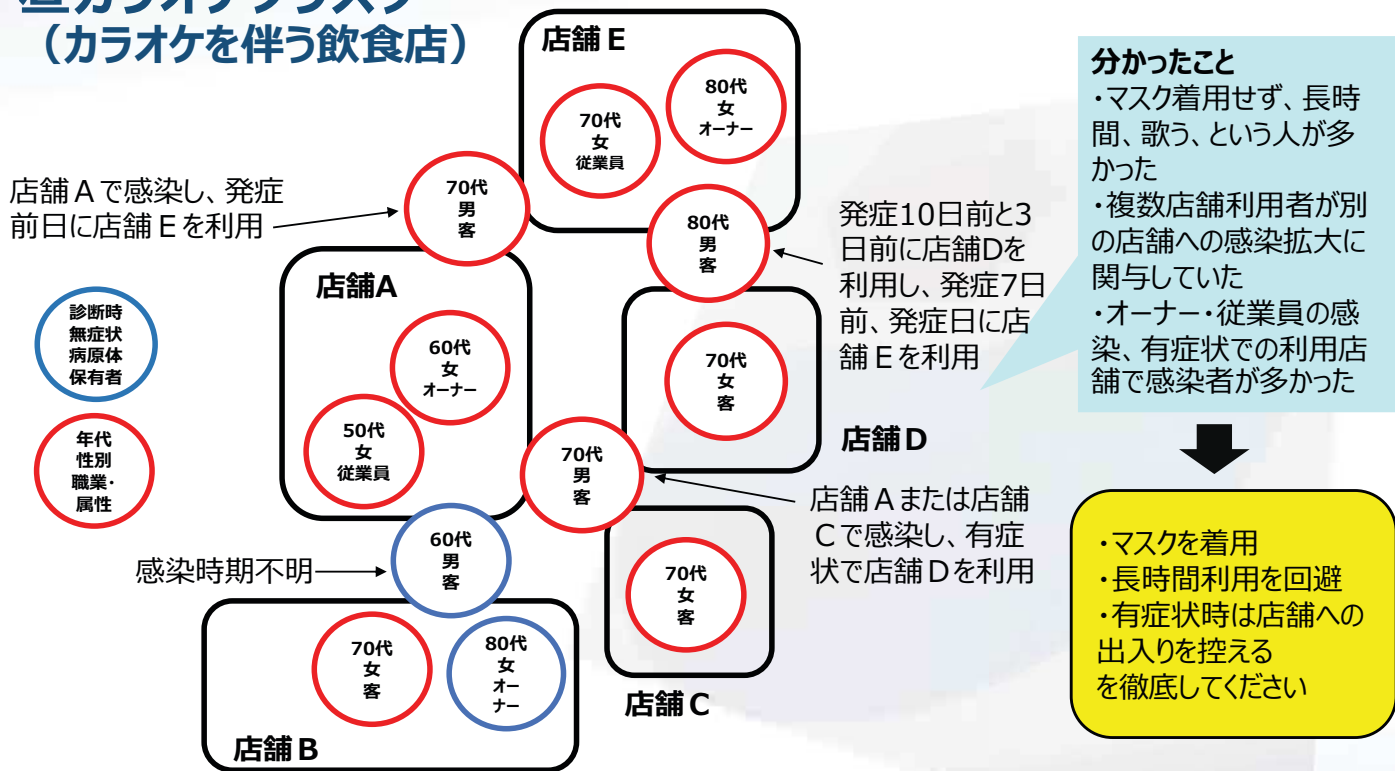 カラオケクラスター
（カラオケを伴う飲食店）
店舗E
70代
女
従業員
80代
女
オーナー
店舗Aで感染し、発症
前日に店舗Eを利用
70代
男
客
80代
男
客
発症10日前と3
日前に店舗Dを
利用し、発症7日
前、発症日に店
舗Eを利用
店舗A
60代
女
オーナー
50代
女
従業員
診断時
無症状
病原体
保有者
年代
性別
職業・
属性
70代
女
客
店舗D
70代
男
客
店舗Aまたは店舗
Cで感染し、有症
状で店舗Dを利用
感染時期不明
60代
男
客
70代
女
客
店舗C
70代
女
客
80代
女
オー
ナー
店舗B
分かったこと
・マスク着用せず、長時
間、歌う、という人が多
かった
・複数店舗利用者が別
の店舗への感染拡大に
関与していた
・オーナー・従業員の感
染、有症状での利用店
舗で感染者が多かった
・マスクを着用
・長時間利用を回避
・有症状時は店舗への
出入りを控える
を徹底してください